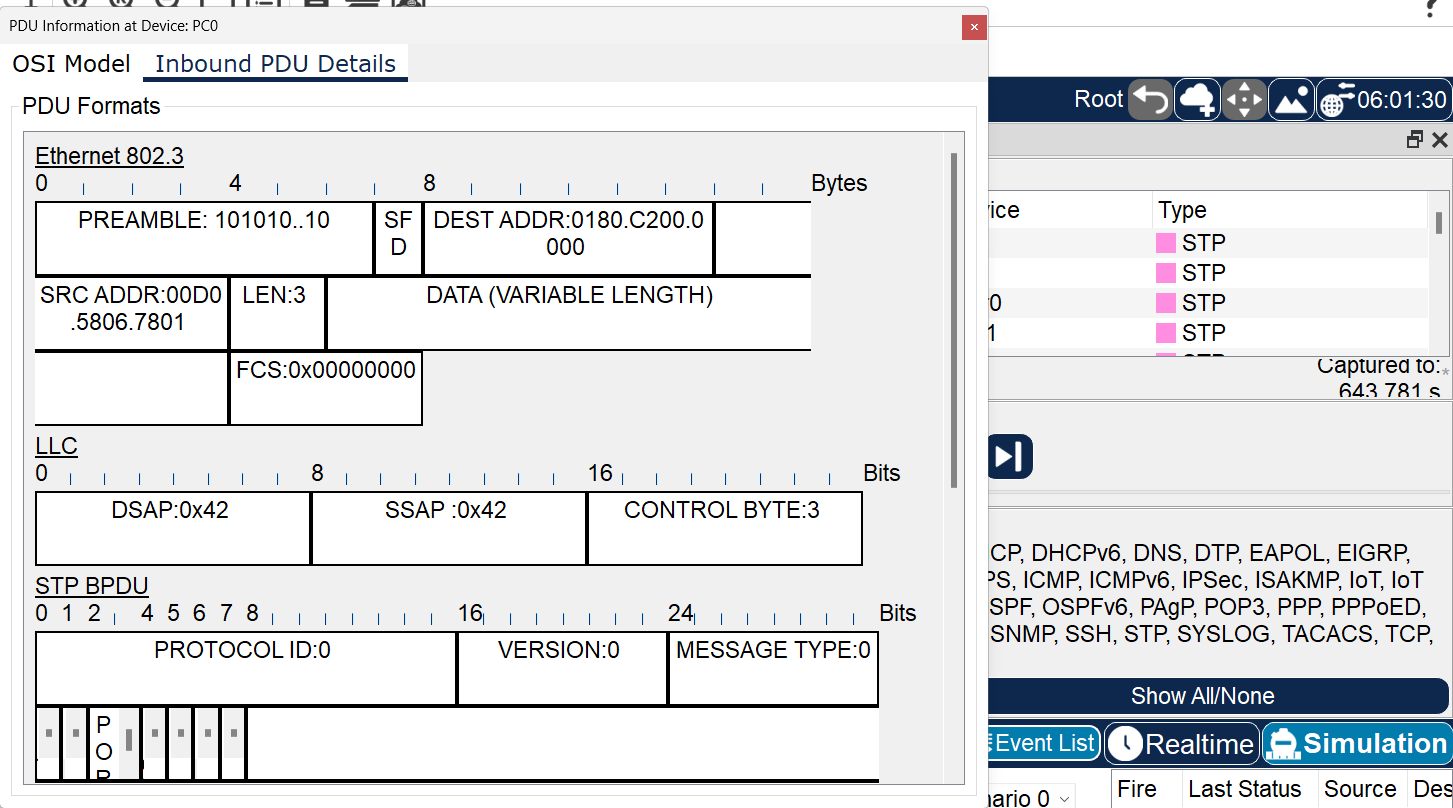 PDU Information at Device: PC0
OSI Model Inbound PDU Details
PDU Formats
Ethernet 802.3
0 4 8 Bytes
PREAMBLE: 101010..10 SF DEST ADDR:0180.C200.0
D 000
SRC ADDR:00D0 LEN:3 DATA (VARIABLE LENGTH)
.5806.7801
FCS:0x00000000
LLC
0 8 16 Bits
DSAP:0x42 SSAP :0x42 CONTROL BYTE:3
STP BPDU
0 1 2 4 5 6 7 8 16 24 Bits
PROTOCOL ID:0 VERSION:0 MESSAGE TYPE:0
P
O
R
?
Root 06:01:30
vice Type
STP
STP
0 STP
1 STP
STP
Captured to:
643.781 s
CP, DHCPv6, DNS, DTP, EAPOL, EIGRP,
PS, ICMP, ICMPv6, IPSec, ISAKMP, IoT, IoT
SPF, OSPFv6, PAgP, POP3, PPP, PPPoED,
SNMP, SSH, STP, SYSLOG, TACACS, TCP,
Show All/None
Event List Realtime Simulation
nario 0 Fire Last Status Source Des